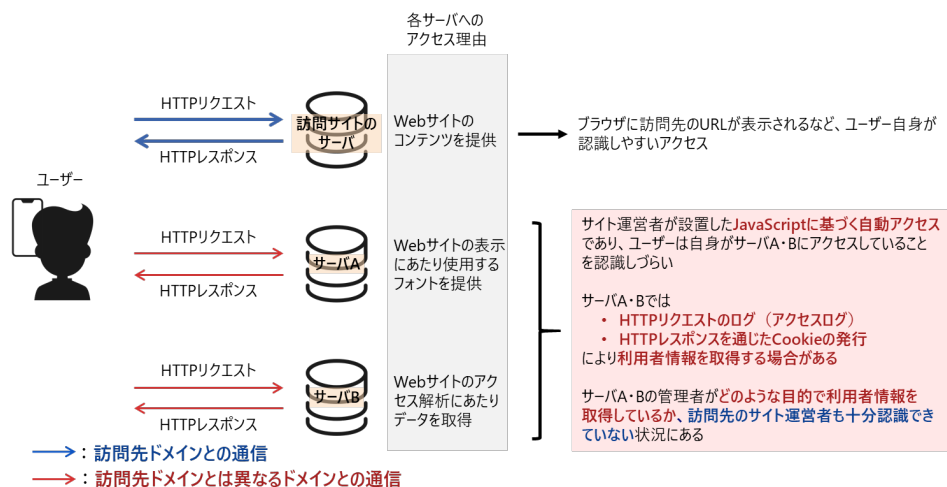 各サーバへの
アクセス理由
HTTPリクエスト
HTTPレスポンス
訪問サイトの
サーバ
Webサイトの
コンテンツを提供
ブラウザに訪問先のURLが表示されるなど、ユーザー自身が
認識しやすいアクセス
ユーザー
HTTPリクエスト
HTTPレスポンス
サーバA
Webサイトの表示
にあたり使用する
フォントを提供
HTTPリクエスト
HTTPレスポンス
サーバB
Webサイトのアク
セス解析にあたり
データを取得
サイト運営者が設置したJavaScriptに基づく自動アクセス
であり、ユーザーは自身がサーバA・Bにアクセスしていること
を認識しづらい
サーバA・Bでは
• HTTPリクエストのログ（アクセスログ）
• HTTPレスポンスを通じたCookieの発行
により利用者情報を取得する場合がある
サーバA・Bの管理者がどのような目的で利用者情報を
取得しているか、訪問先のサイト運営者も十分認識でき
ていない状況にある
：訪問先ドメインとの通信
：訪問先ドメインとは異なるドメインとの通信